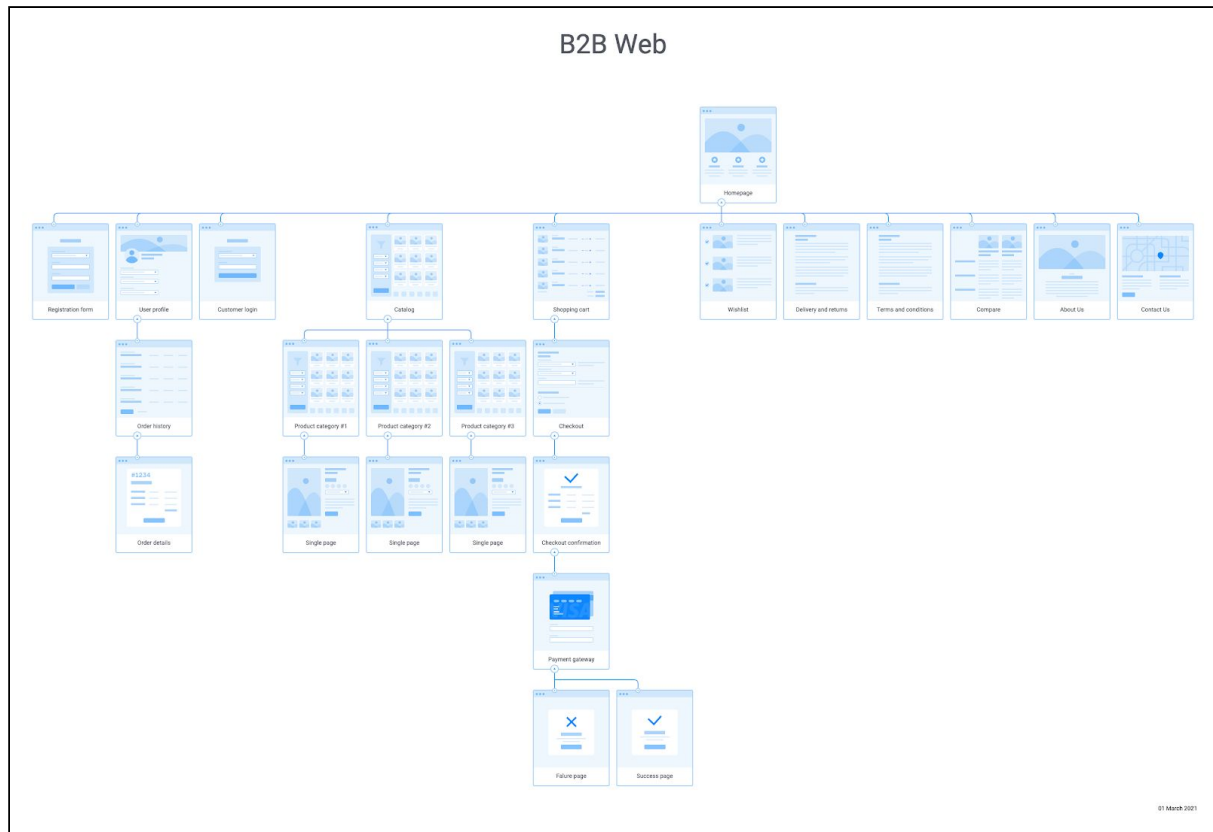 B2B Web
Homepage
Registration form
User profile
Customer login
Catalog
Shopping cart
Wishlist
Delivery and returns
Terms and conditions
Compare
About Us
Contact Us
Order history
Product category #1
Product category #2
Product category #3
Checkout
#1234
Order details
Single page
Single page
Single page
Checkout confirmation
VISA
Payment gateway
Falure page
Success page
01 March 2021